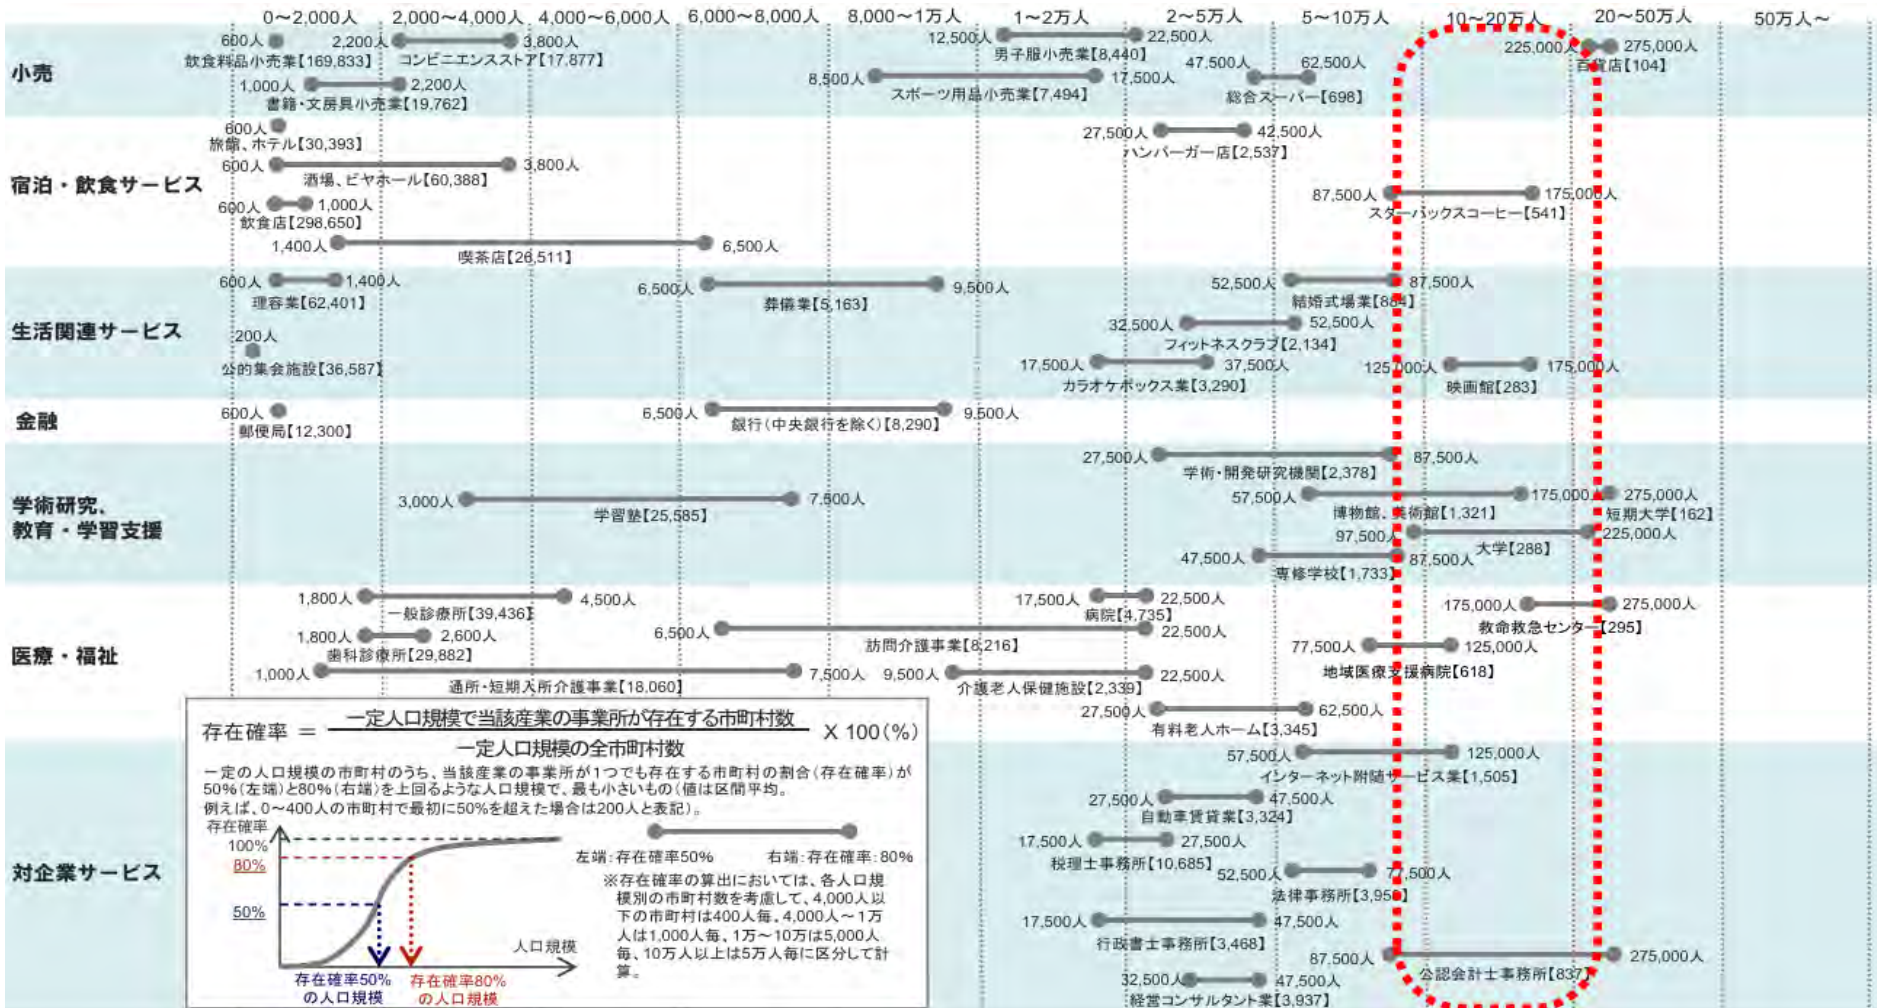 0～2,000人 2,000～4,000人 4,000～6,000人 6,000～8,000人 8,000～1万人 1～2万人 2～5万人 5～10万人 10～20万人 20～50万人 50万人～
小売
600人 2,200人 3,800人 12,500人 22,500人 225,000人 275,000人
飲食料品小売業【169,833】 コンビニエンスストア【17,877】 男子服小売業【8,440】 百貨店【104】
1,000人 2,200人 8,500人 17,500人 47,500人 62,500人
書籍・文房具小売業【19,762】 スポーツ用品小売業【7,494】 総合スーパー【698】
宿泊・飲食サービス
600人 27,500人 42,500人
旅館、ホテル【30,393】 ハンバーガー店【2,537】
600人 3,800人
酒場、ビヤホール【60,388】
600人 1,000人 87,500人 175,000人
飲食店【298,650】 スターバックスコーヒー【541】
1,400人 6,500人
喫茶店【26,511】
生活関連サービス
600人 1,400人 6,500人 9,500人 52,500人 87,500人
理容業【62,401】 葬儀業【5,163】 結婚式場業【884】
32,500人 52,500人
フィットネスクラブ【2,134】
200人 17,500人 37,500人 125,000人 175,000人
公的集会施設【36,587】 カラオケボックス業【3,290】 映画館【283】
金融
600人 6,500人 9,500人
郵便局【12,300】 銀行（中央銀行を除く）【8,290】
学術研究、
教育・学習支援
27,500人 87,500人
学術・開発研究機関【2,378】
3,000人 7,500人 57,500人 175,000人 275,000人
学習塾【25,585】 博物館、美術館【1,321】 短期大学【162】
97,500人 225,000人
大学【288】
47,500人 87,500人
専修学校【1,733】
医療・福祉
1,800人 4,500人 17,500人 22,500人 175,000人 275,000人
一般診療所【39,436】 病院【4,735】 救命救急センター【295】
1,800人 2,600人 6,500人 22,500人 77,500人 125,000人
歯科診療所【29,882】 訪問介護事業【8,216】 地域医療支援病院【618】
1,000人 7,500人 9,500人 22,500人
通所・短期入所介護事業【18,060】 介護老人保健施設【2,339】
27,500人 62,500人
有料老人ホーム【3,345】
対企業サービス
57,500人 125,000人
インターネット附随サービス業【1,505】
27,500人 47,500人
自動車賃貸業【3,324】
17,500人 27,500人
税理士事務所【10,685】
52,500人 77,500人
法律事務所
17,500人 47,500人
行政書士事務所【3,468】
87,500人 275,000人
公認会計士事務所【837】
32,500人 47,500人
経営コンサルタント業【3,937】
存在確率 ＝ 一定人口規模で当該産業の事業所が存在する市町村数 X 100（%）
一定人口規模の全市町村数
一定の人口規模の市町村のうち、当該産業の事業所が1つでも存在する市町村の割合（存在確率）が
50%（左端）と80%（右端）を上回るような人口規模で、最も小さいもの（値は区間平均。
例えば、0～400人の市町村で最初に50%を超えた場合は200人と表記）。
存在確率
100%
80%
50%
人口規模
存在確率50%
の人口規模
存在確率80%
の人口規模
左端：存在確率50% 右端：存在確率：80%
※存在確率の算出においては、各人口規
模別の市町村数を考慮して、4,000人以
下の市町村は400人毎、4,000人～1万
人は1,000人毎、1万～10万は5,000人
毎、10万人以上は5万人毎に区分して計
算。